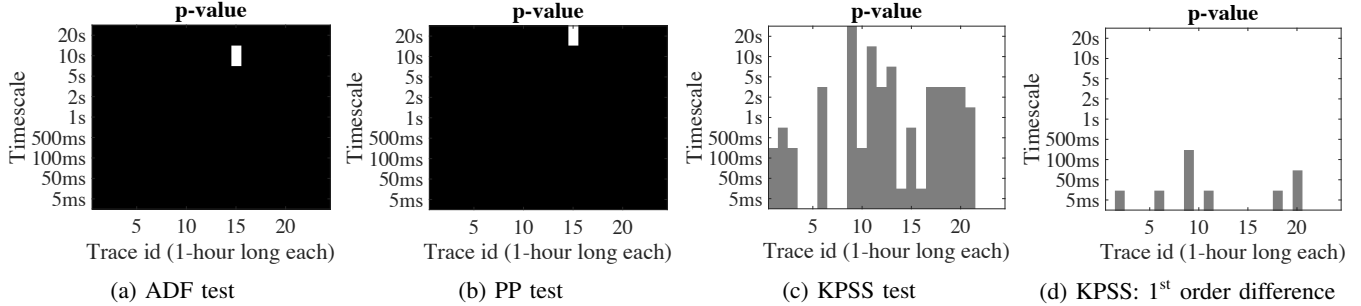 p-value
20s
10s
5s
2s
1s
500ms
100ms
50ms
5ms
Timescale
5 10 15 20
Trace id (1-hour long each)
(a) ADF test
p-value
20s
10s
5s
2s
1s
500ms
100ms
50ms
5ms
Timescale
5 10 15 20
Trace id (1-hour long each)
(b) PP test
p-value
20s
10s
5s
2s
1s
500ms
100ms
50ms
5ms
Timescale
5 10 15 20
Trace id (1-hour long each)
(c) KPSS test
p-value
20s
10s
5s
2s
1s
500ms
100ms
50ms
5ms
Timescale
5 10 15 20
Trace id (1-hour long each)
(d) KPSS: 1st order difference